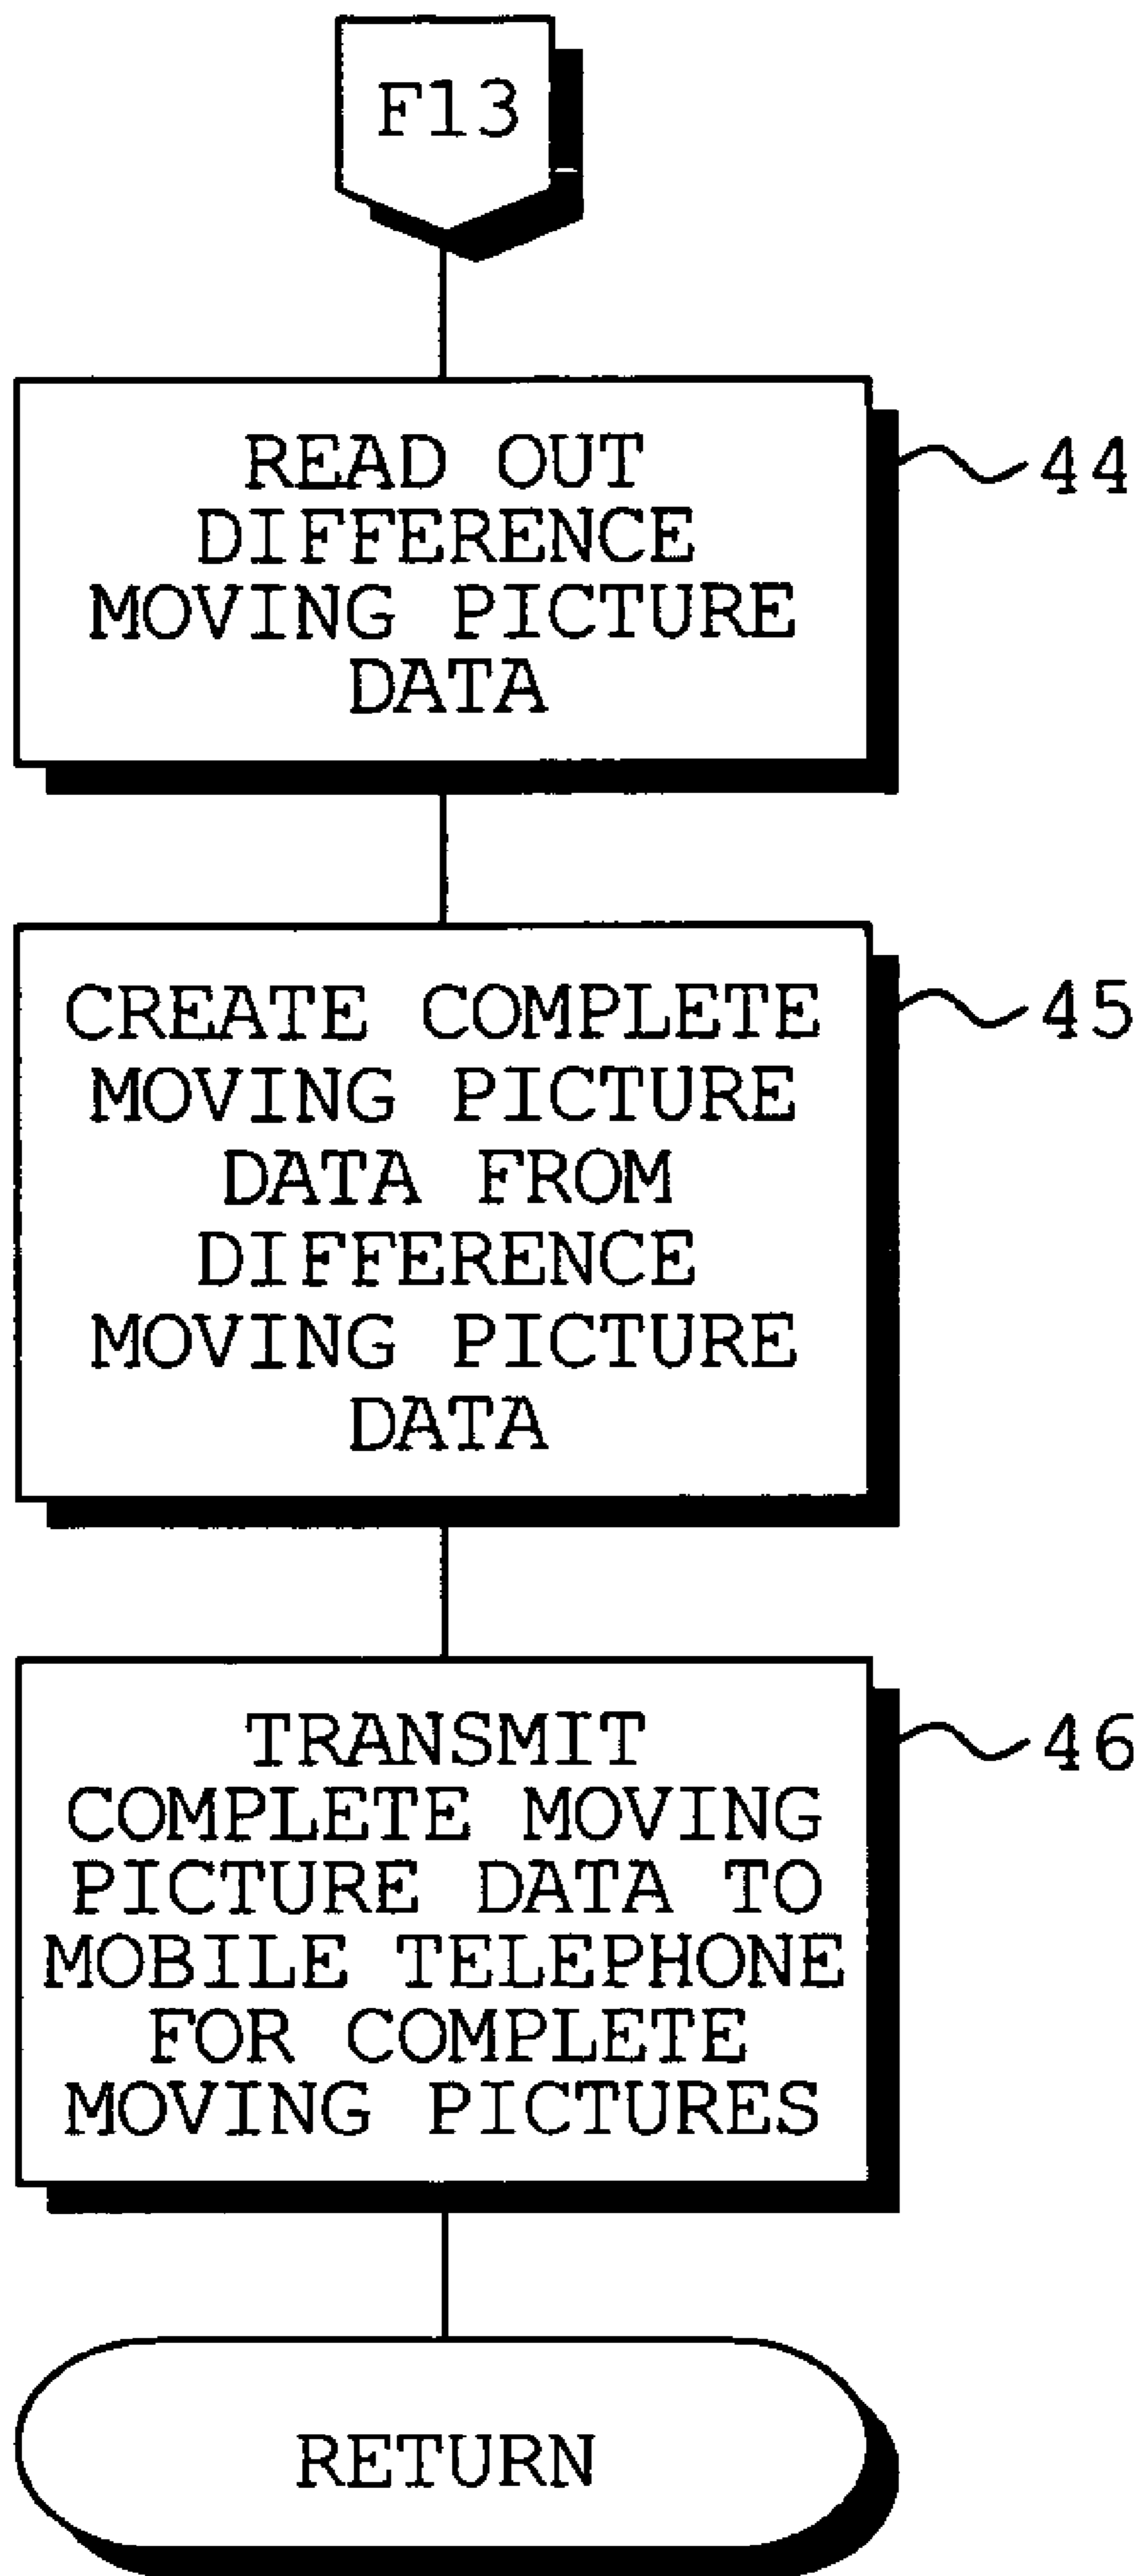 F13
READ OUT
DIFFERENCE
MOVING PICTURE
DATA
44
CREATE COMPLETE
MOVING PICTURE
DATA FROM
DIFFERENCE
MOVING PICTURE
DATA
45
TRANSMIT
COMPLETE MOVING
PICTURE DATA TO
MOBILE TELEPHONE
FOR COMPLETE
MOVING PICTURES
46
RETURN